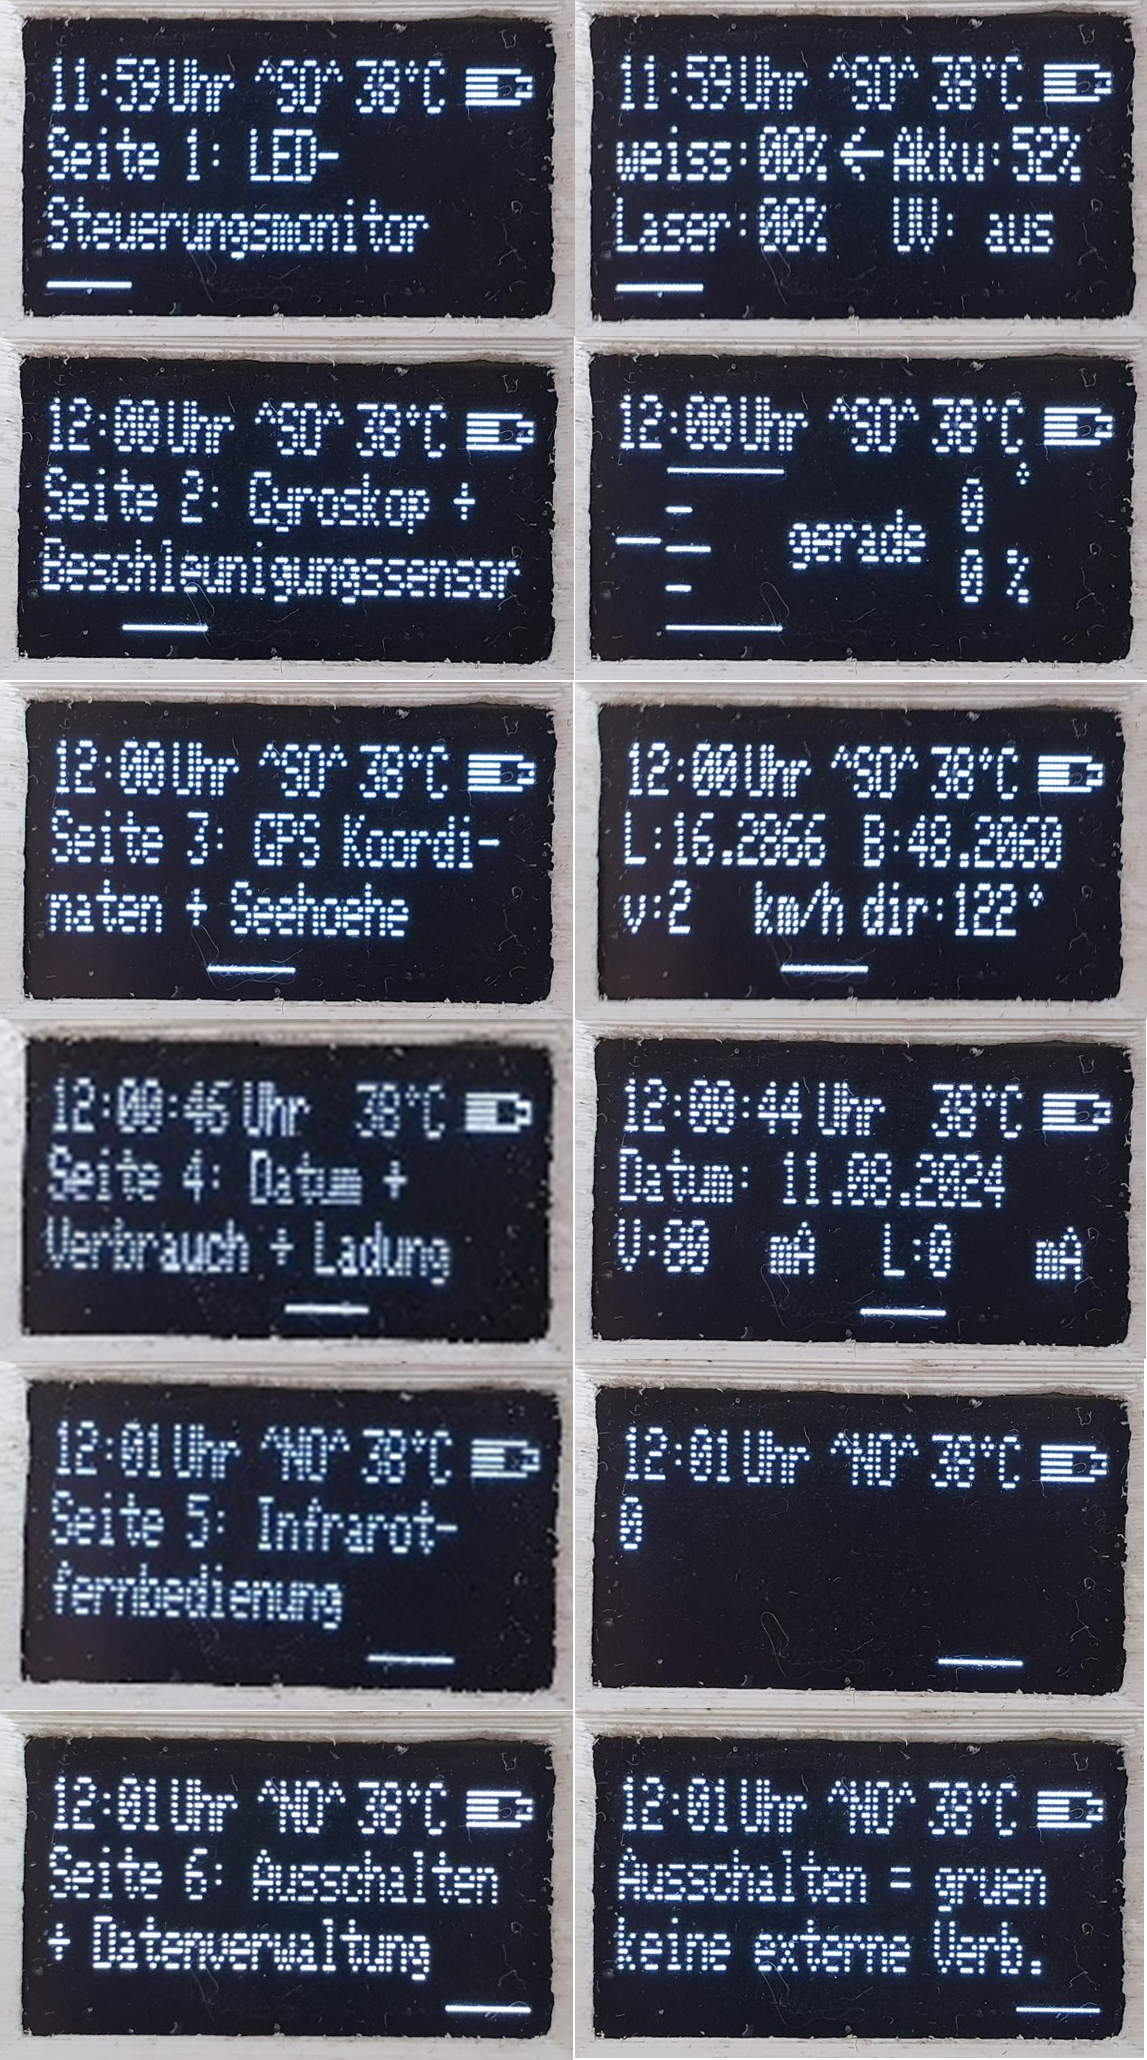 11:59 Uhr ^SO^ 38°C
Seite 1: LED-
Steuerungsmonitor
11:59 Uhr ^SO^ 38°C
weiss:00%←Akku:52%
Laser:00% UV: aus
12:00 Uhr ^SO^ 38°C
Seite 2: Gyroskop +
Beschleunigungssensor
12:00 Uhr ^SO^ 38°C
0 °
gerade
0 %
12:00 Uhr ^SO^ 38°C
Seite 3: GPS Koordi-
naten + Seehoehe
12:00 Uhr ^SO^ 38°C
L:16.2866 B:48.2060
v:2 km/h dir:122°
12:00:46 Uhr 38°C
Seite 4: Datum +
Verbrauch + Ladung
12:00:44 Uhr 38°C
Datum: 11.08.2024
V:80 mA L:0 mA
12:01 Uhr ^NO^ 38°C
Seite 5: Infrarot-
fernbedienung
12:01 Uhr ^NO^ 38°C
0
12:01 Uhr ^NO^ 38°C
Seite 6: Ausschalten
+ Datenverwaltung
12:01 Uhr ^NO^ 38°C
Ausschalten = gruen
keine externe Verb.